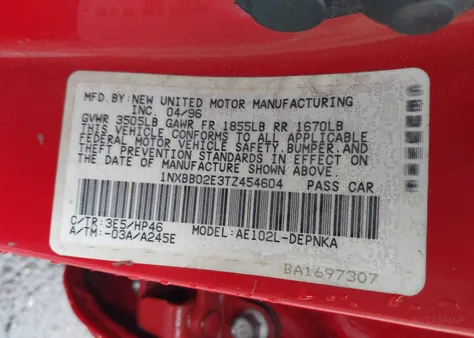 MFD.BY:NEW UNITED MOTOR MANUFACTURING
INC. 04/96
GVWR 3505LB GAWR FR 1855LB RR 1670LB
THIS VEHICLE CONFORMS TO ALL APPLICABLE
FEDERAL MOTOR VEHICLE SAFETY,BUMPER,AND
THEFT PREVENTION STANDARDS IN EFFECT ON
THE DATE OF MANUFACTURE SHOWN ABOVE.
1NXBB02E3TZ454604 PASS CAR
C/TR:3E5/HP46 MODEL:AE102L-DEPNKA
A/TM:-03A/A245E
BA1697307